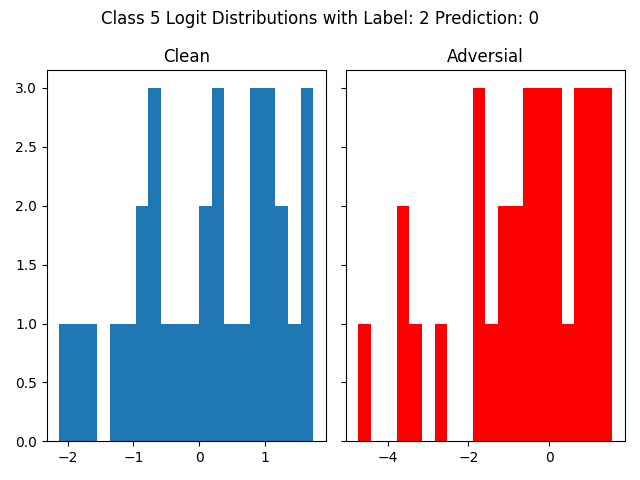 Class 5 Logit Distributions with Label: 2 Prediction: 0
Clean
Adversial
3.0
2.5
2.0
1.5
1.0
0.5
0.0
−2 −1 0 1
−4 −2 0